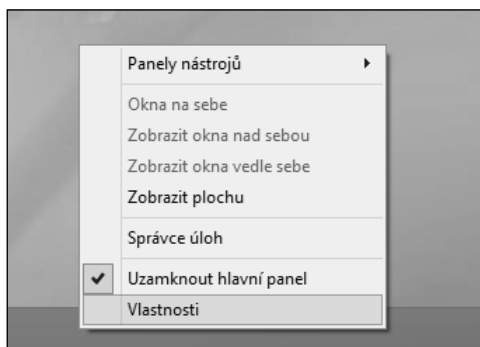 Panely nástrojů
Okna na sebe
Zobrazit okna nad sebou
Zobrazit okna vedle sebe
Zobrazit plochu
Správce úloh
Uzamknout hlavní panel
Vlastnosti